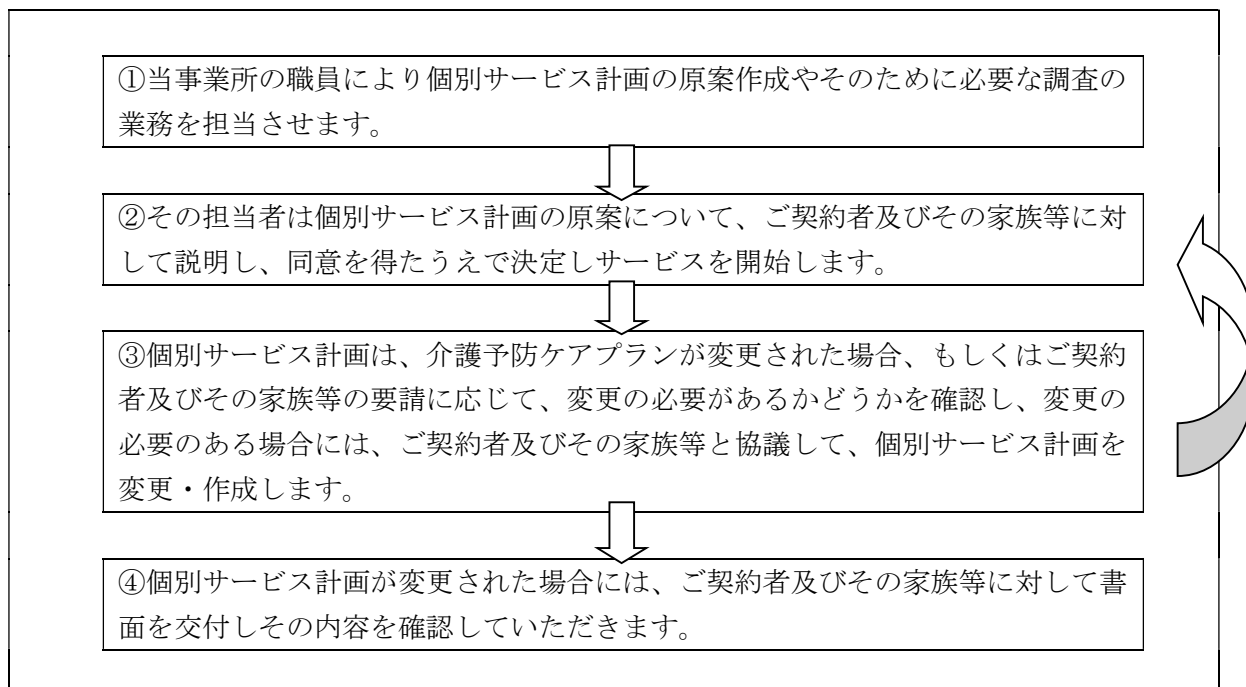 ①当事業所の職員により個別サービス計画の原案作成やそのために必要な調査の
業務を担当させます。
②その担当者は個別サービス計画の原案について、ご契約者及びその家族等に対
して説明し、同意を得たうえで決定しサービスを開始します。
③個別サービス計画は、介護予防ケアプランが変更された場合、もしくはご契約
者及びその家族等の要請に応じて、変更の必要があるかどうかを確認し、変更の
必要のある場合には、ご契約者及びその家族等と協議して、個別サービス計画を
変更・作成します。
④個別サービス計画が変更された場合には、ご契約者及びその家族等に対して書
面を交付しその内容を確認していただきます。